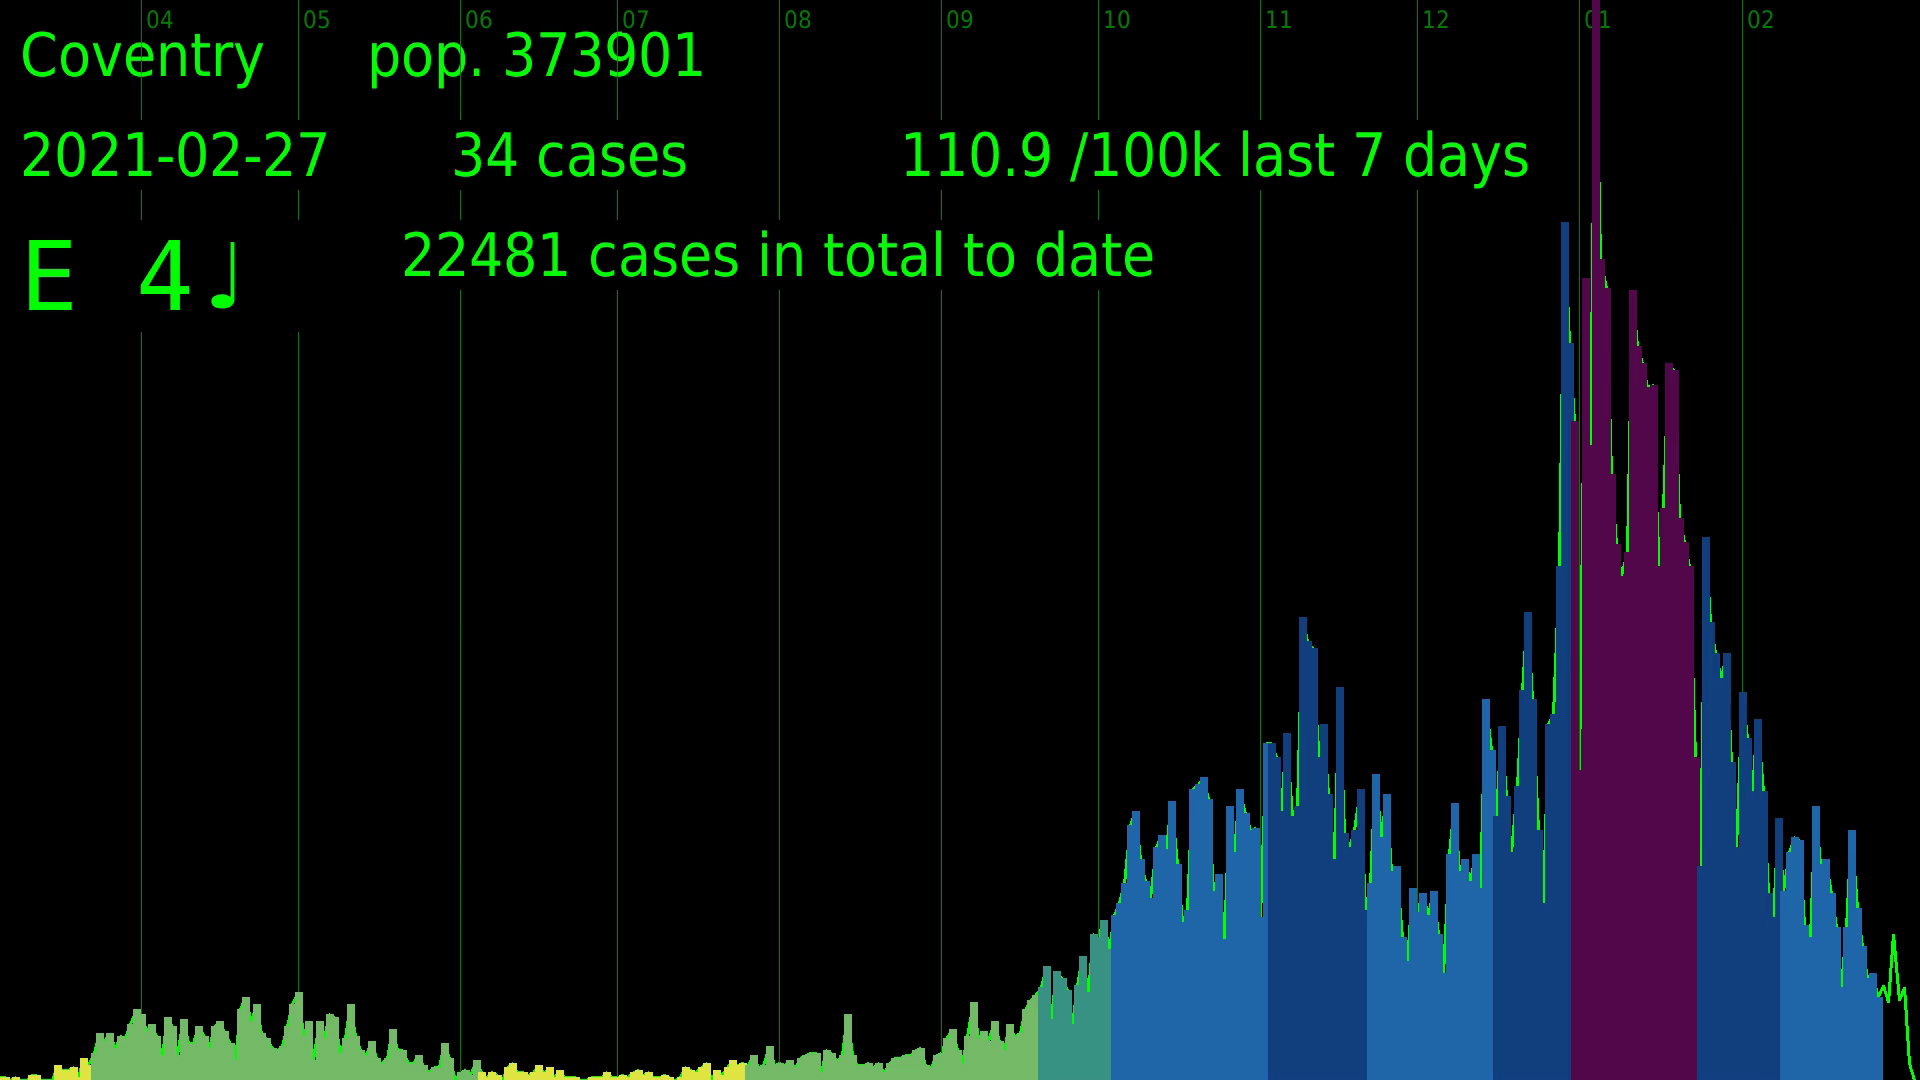 04 05 06 07 08 09 10 11 12 01 02
Coventry pop. 373901
2021-02-27 34 cases 110.9 /100k last 7 days
E 4♩ 22481 cases in total to date